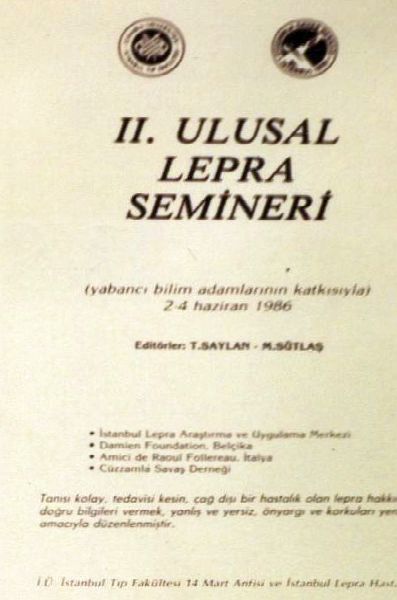 II. ULUSAL
LEPRA
SEMİNERİ
(yabancı bilim adamlarının katkısıyla)
2-4 haziran 1986
Editörler: T.SAYLAN - M.SÜTLAŞ
• İstanbul Lepra Araştırma ve Uygulama Merkezi
• Damien Foundation, Belçika
• Amici de Raoul Follereau, İtalya
• Cüzzamla Savaş Derneği
Tanısı kolay, tedavisi kesin, çağ dışı bir hastalık olan lepra hakkı
doğru bilgileri vermek, yanlış ve yersiz, önyargı ve korkuları yen
amacıyla düzenlenmiştir.
İ.Ü. İstanbul Tıp Fakültesi 14 Mart Anfisi ve İstanbul Lepra Hast